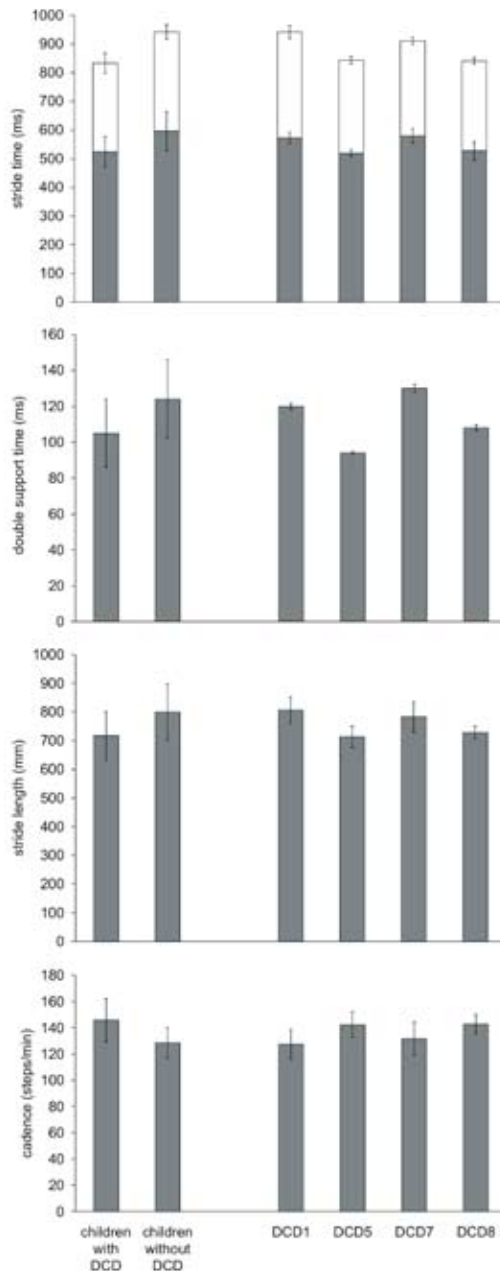 1000
900
800
700
600
500
400
300
200
100
0
stride time (ms)
160
140
120
100
80
60
40
20
0
double support time (ms)
1000
900
800
700
600
500
400
300
200
100
0
stride length (mm)
180
160
140
120
100
80
60
40
20
0
cadence (steps/min)
children
with
DCD
children
without
DCD
DCD1
DCD5
DCD7
DCD8